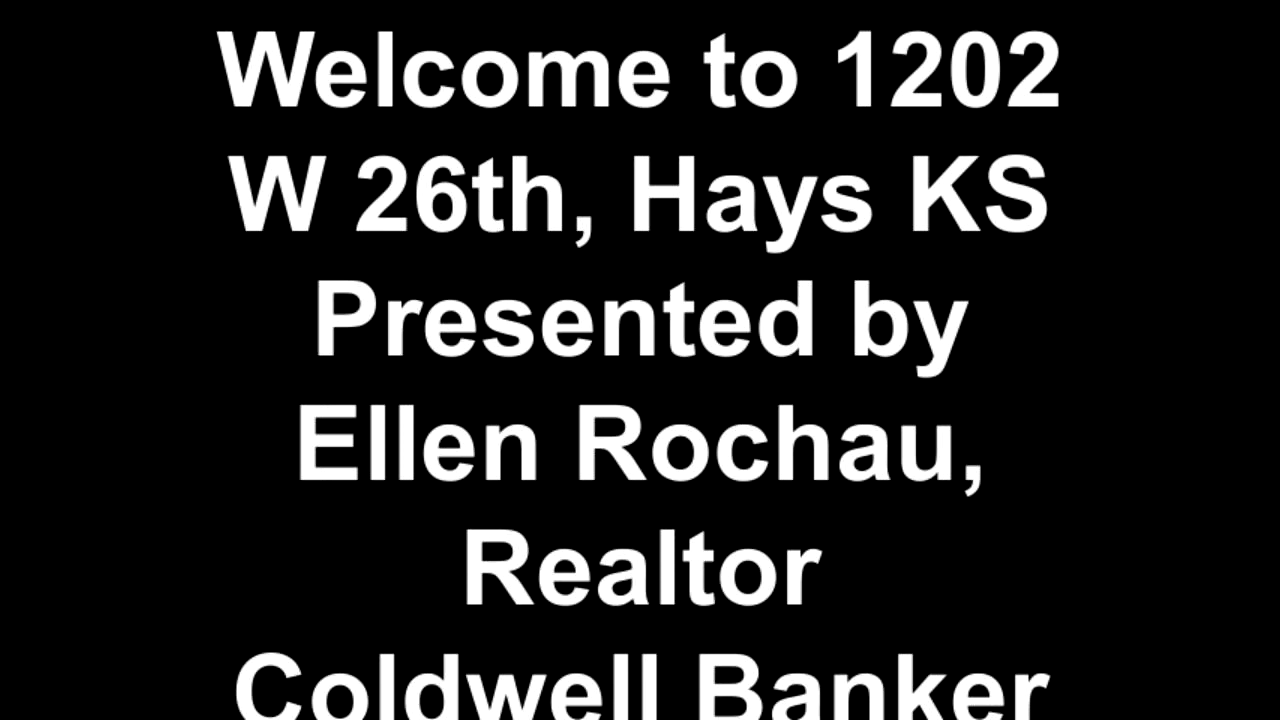 Welcome to 1202
W 26th, Hays KS
Presented by
Ellen Rochau,
Realtor
Coldwell Banker